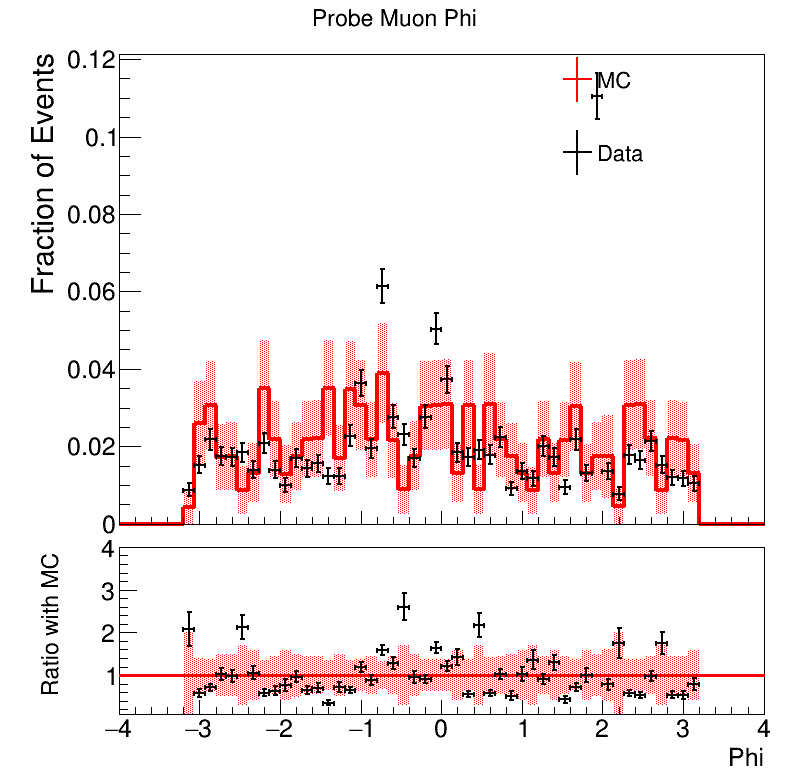 Probe Muon Phi
0.12
0.1
0.08
0.06
0.04
0.02
0
Fraction of Events
MC
Data
4
3
2
1
Ratio with MC
−4 −3 −2 −1 0 1 2 3 4
Phi